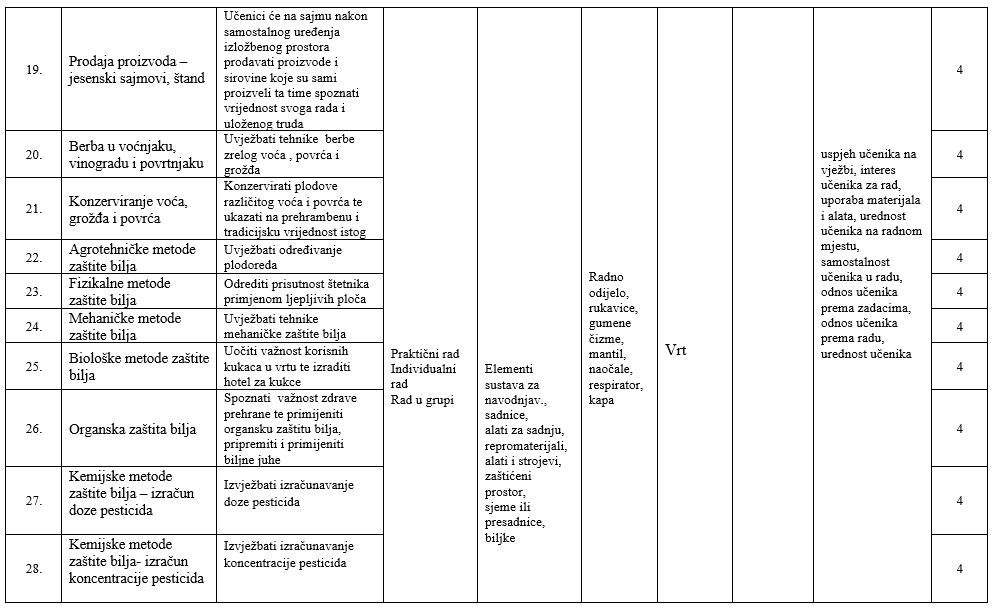 19.
Prodaja proizvoda –
jesenski sajmovi, štand
Učenici će na sajmu nakon
samostalnog uređenja
izložbenog prostora
prodavati proizvode i
sirovine koje su sami
proizveli ta time spoznati
vrijednost svoga rada i
uloženog truda
4
20.
Berba u voćnjaku,
vinogradu i povrtnjaku
Uvježbati tehnike berbe
zrelog voća , povrća i
grožđa
4
21.
Konzerviranje voća,
grožđa i povrća
Konzervirati plodove
različitog voća i povrća te
ukazati na prehrambenu i
tradicijsku vrijednost istog
4
22.
Agrotehničke metode
zaštite bilja
Uvježbati određivanje
plodoreda
4
23.
Fizikalne metode
zaštite bilja
Odrediti prisutnost štetnika
primjenom ljepljivih ploča
4
24.
Mehaničke metode
zaštite bilja
Uvježbati tehnike
mehaničke zaštite bilja
4
25.
Biološke metode zaštite
bilja
Uočiti važnost korisnih
kukaca u vrtu te izraditi
hotel za kukce
4
26.
Organska zaštita bilja
Spoznati važnost zdrave
prehrane te primijeniti
organsku zaštitu bilja,
pripremiti i primijeniti
biljne juhe
4
27.
Kemijske metode
zaštite bilja – izračun
doze pesticida
Izvježbati izračunavanje
doze pesticida
4
28.
Kemijske metode
zaštite bilja- izračun
koncentracije pesticida
Izvježbati izračunavanje
koncentracije pesticida
4
Praktični rad
Individualni
rad
Rad u grupi
Elementi
sustava za
navodnjav.,
sadnice,
alati za sadnju,
repromaterijali,
alati i strojevi,
zaštićeni
prostor,
sjeme ili
presadnice,
biljke
Radno
odijelo,
rukavice,
gumene
čizme,
mantil,
naočale,
respirator,
kapa
Vrt
uspjeh učenika na
vježbi, interes
učenika za rad,
uporaba materijala
i alata, urednost
učenika na radnom
mjestu,
samostalnost
učenika u radu,
odnos učenika
prema zadacima,
odnos učenika
prema radu,
urednost učenika